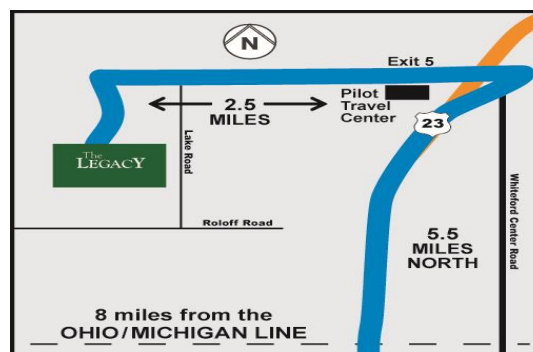 N
Exit 5
Pilot
Travel
Center
2.5
MILES
23
The
LEGACY
Lake Road
Whiteford Center Road
Roloff Road
5.5
MILES
NORTH
8 miles from the
OHIO/MICHIGAN LINE